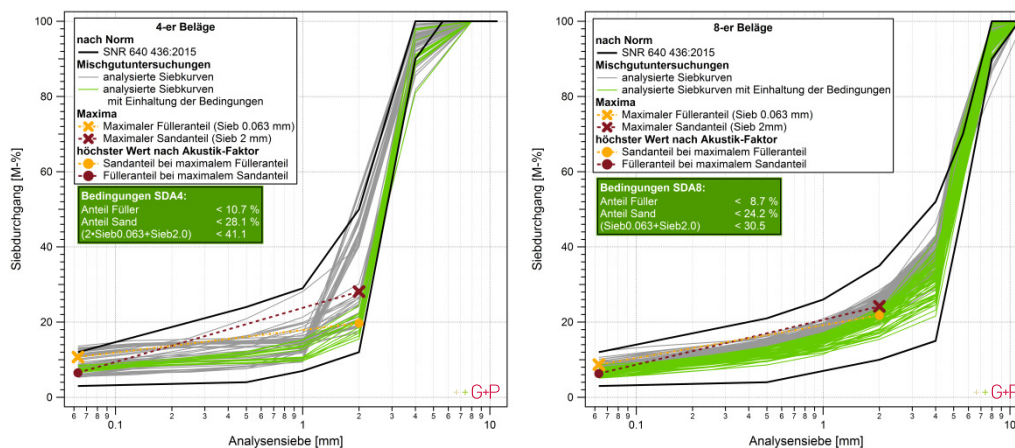 4-er Beläge
nach Norm
SNR 640 436:2015
Mischgutuntersuchungen
analysierte Siebkurven
analysierte Siebkurven
mit Einhaltung der Bedingungen
Maxima
Maximaler Fülleranteil (Sieb 0.063 mm)
Maximaler Sandanteil (Sieb 2 mm)
höchster Wert nach Akustik-Faktor
Sandanteil bei maximalem Fülleranteil
Fülleranteil bei maximalem Sandanteil
Bedingungen SDA4:
Anteil Füller < 10.7 %
Anteil Sand < 28.1 %
(2•Sieb0.063+Sieb2.0) < 41.1
Siebdurchgang [M-%]
100
80
60
40
20
0
6 7 8 9 0.1 2 3 4 5 6 7 8 9 1 2 3 4 5 6 7 8 9 10
Analysensiebe [mm]
G+P
8-er Beläge
nach Norm
SNR 640 436:2015
Mischgutuntersuchungen
analysierte Siebkurven
analysierte Siebkurven mit Einhaltung der Bedingungen
Maxima
Maximaler Fülleranteil (Sieb 0.063 mm)
Maximaler Sandanteil (Sieb 2mm)
höchster Wert nach Akustik-Faktor
Sandanteil bei maximalem Fülleranteil
Fülleranteil bei maximalem Sandanteil
Bedingungen SDA8:
Anteil Füller < 8.7 %
Anteil Sand < 24.2 %
(Sieb0.063+Sieb2.0) < 30.5
Siebdurchgang [M-%]
100
80
60
40
20
0
6 7 8 9 0.1 2 3 4 5 6 7 8 9 1 2 3 4 5 6 7 8 9 10
Analysensiebe [mm]
G+P